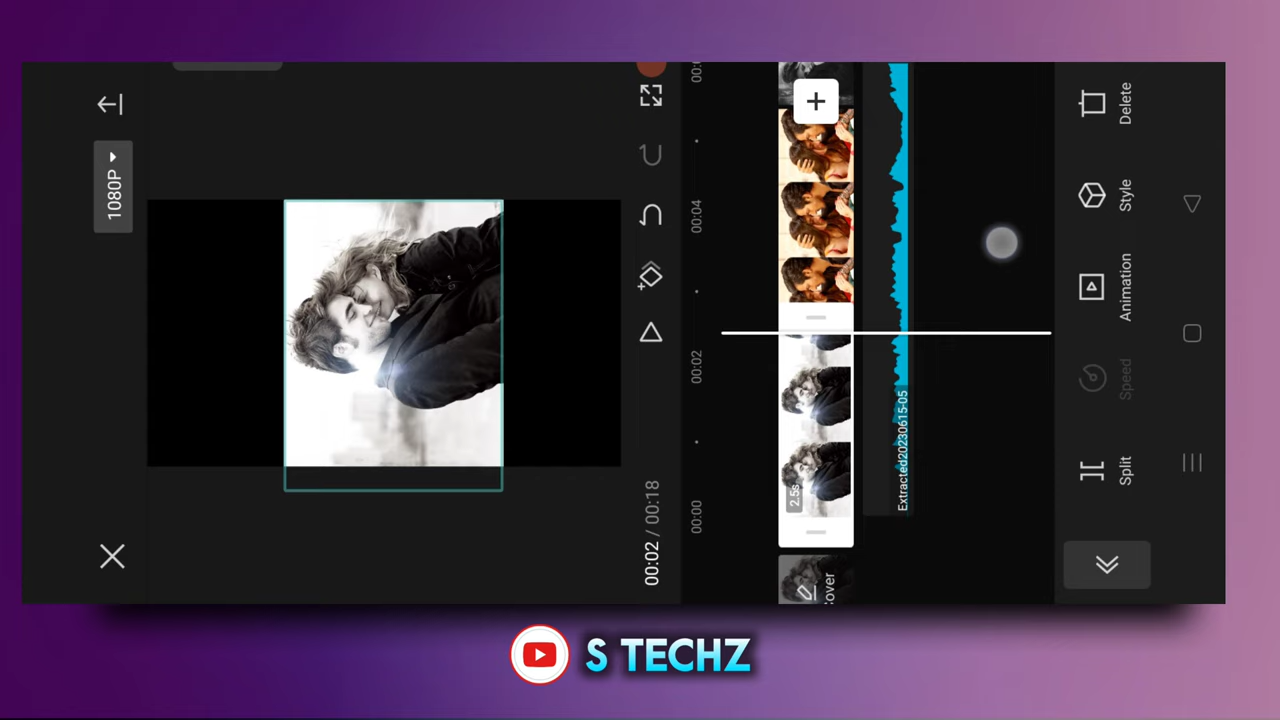 1080P
00:02 / 00:18
00:00
00:02
00:04
2.5s
Extracted20230615-05
Split
Speed
Animation
Style
Delete
S TECHZ